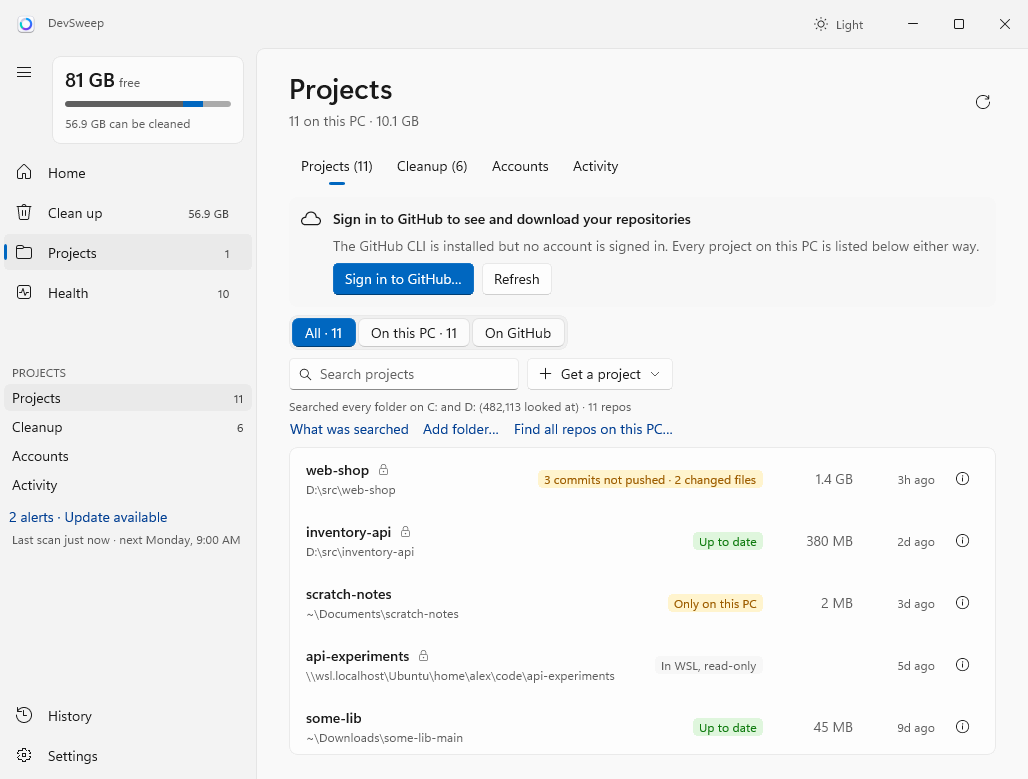 DevSweep
Light
81 GB free
56.9 GB can be cleaned
Home
Clean up 56.9 GB
Projects 1
Health 10
PROJECTS
Projects 11
Cleanup 6
Accounts
Activity
2 alerts · Update available
Last scan just now · next Monday, 9:00 AM
History
Settings
Projects
11 on this PC · 10.1 GB
Projects (11) Cleanup (6) Accounts Activity
Sign in to GitHub to see and download your repositories
The GitHub CLI is installed but no account is signed in. Every project on this PC is listed below either way.
Sign in to GitHub... Refresh
All · 11 On this PC · 11 On GitHub
Search projects Get a project
Searched every folder on C: and D: (482,113 looked at) · 11 repos
What was searched Add folder... Find all repos on this PC...
web-shop 3 commits not pushed · 2 changed files 1.4 GB 3h ago
D:\src\web-shop
inventory-api Up to date 380 MB 2d ago
D:\src\inventory-api
scratch-notes Only on this PC 2 MB 3d ago
~\Documents\scratch-notes
api-experiments In WSL, read-only 5d ago
\\wsl.localhost\Ubuntu\home\alex\code\api-experiments
some-lib Up to date 45 MB 9d ago
~\Downloads\some-lib-main